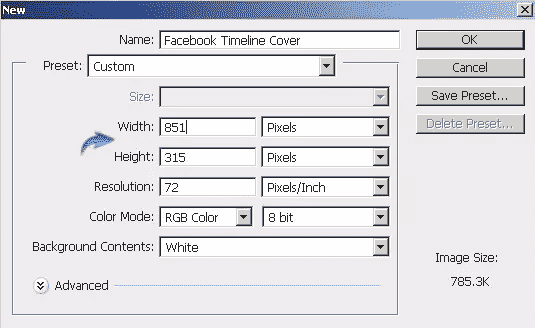 New
Name: Facebook Timeline Cover
OK
Preset: Custom
Cancel
Size:
Save Preset...
Width: 851 Pixels
Delete Preset...
Height: 315 Pixels
Resolution: 72 Pixels/Inch
Color Mode: RGB Color 8 bit
Background Contents: White
Image Size:
785.3K
Advanced